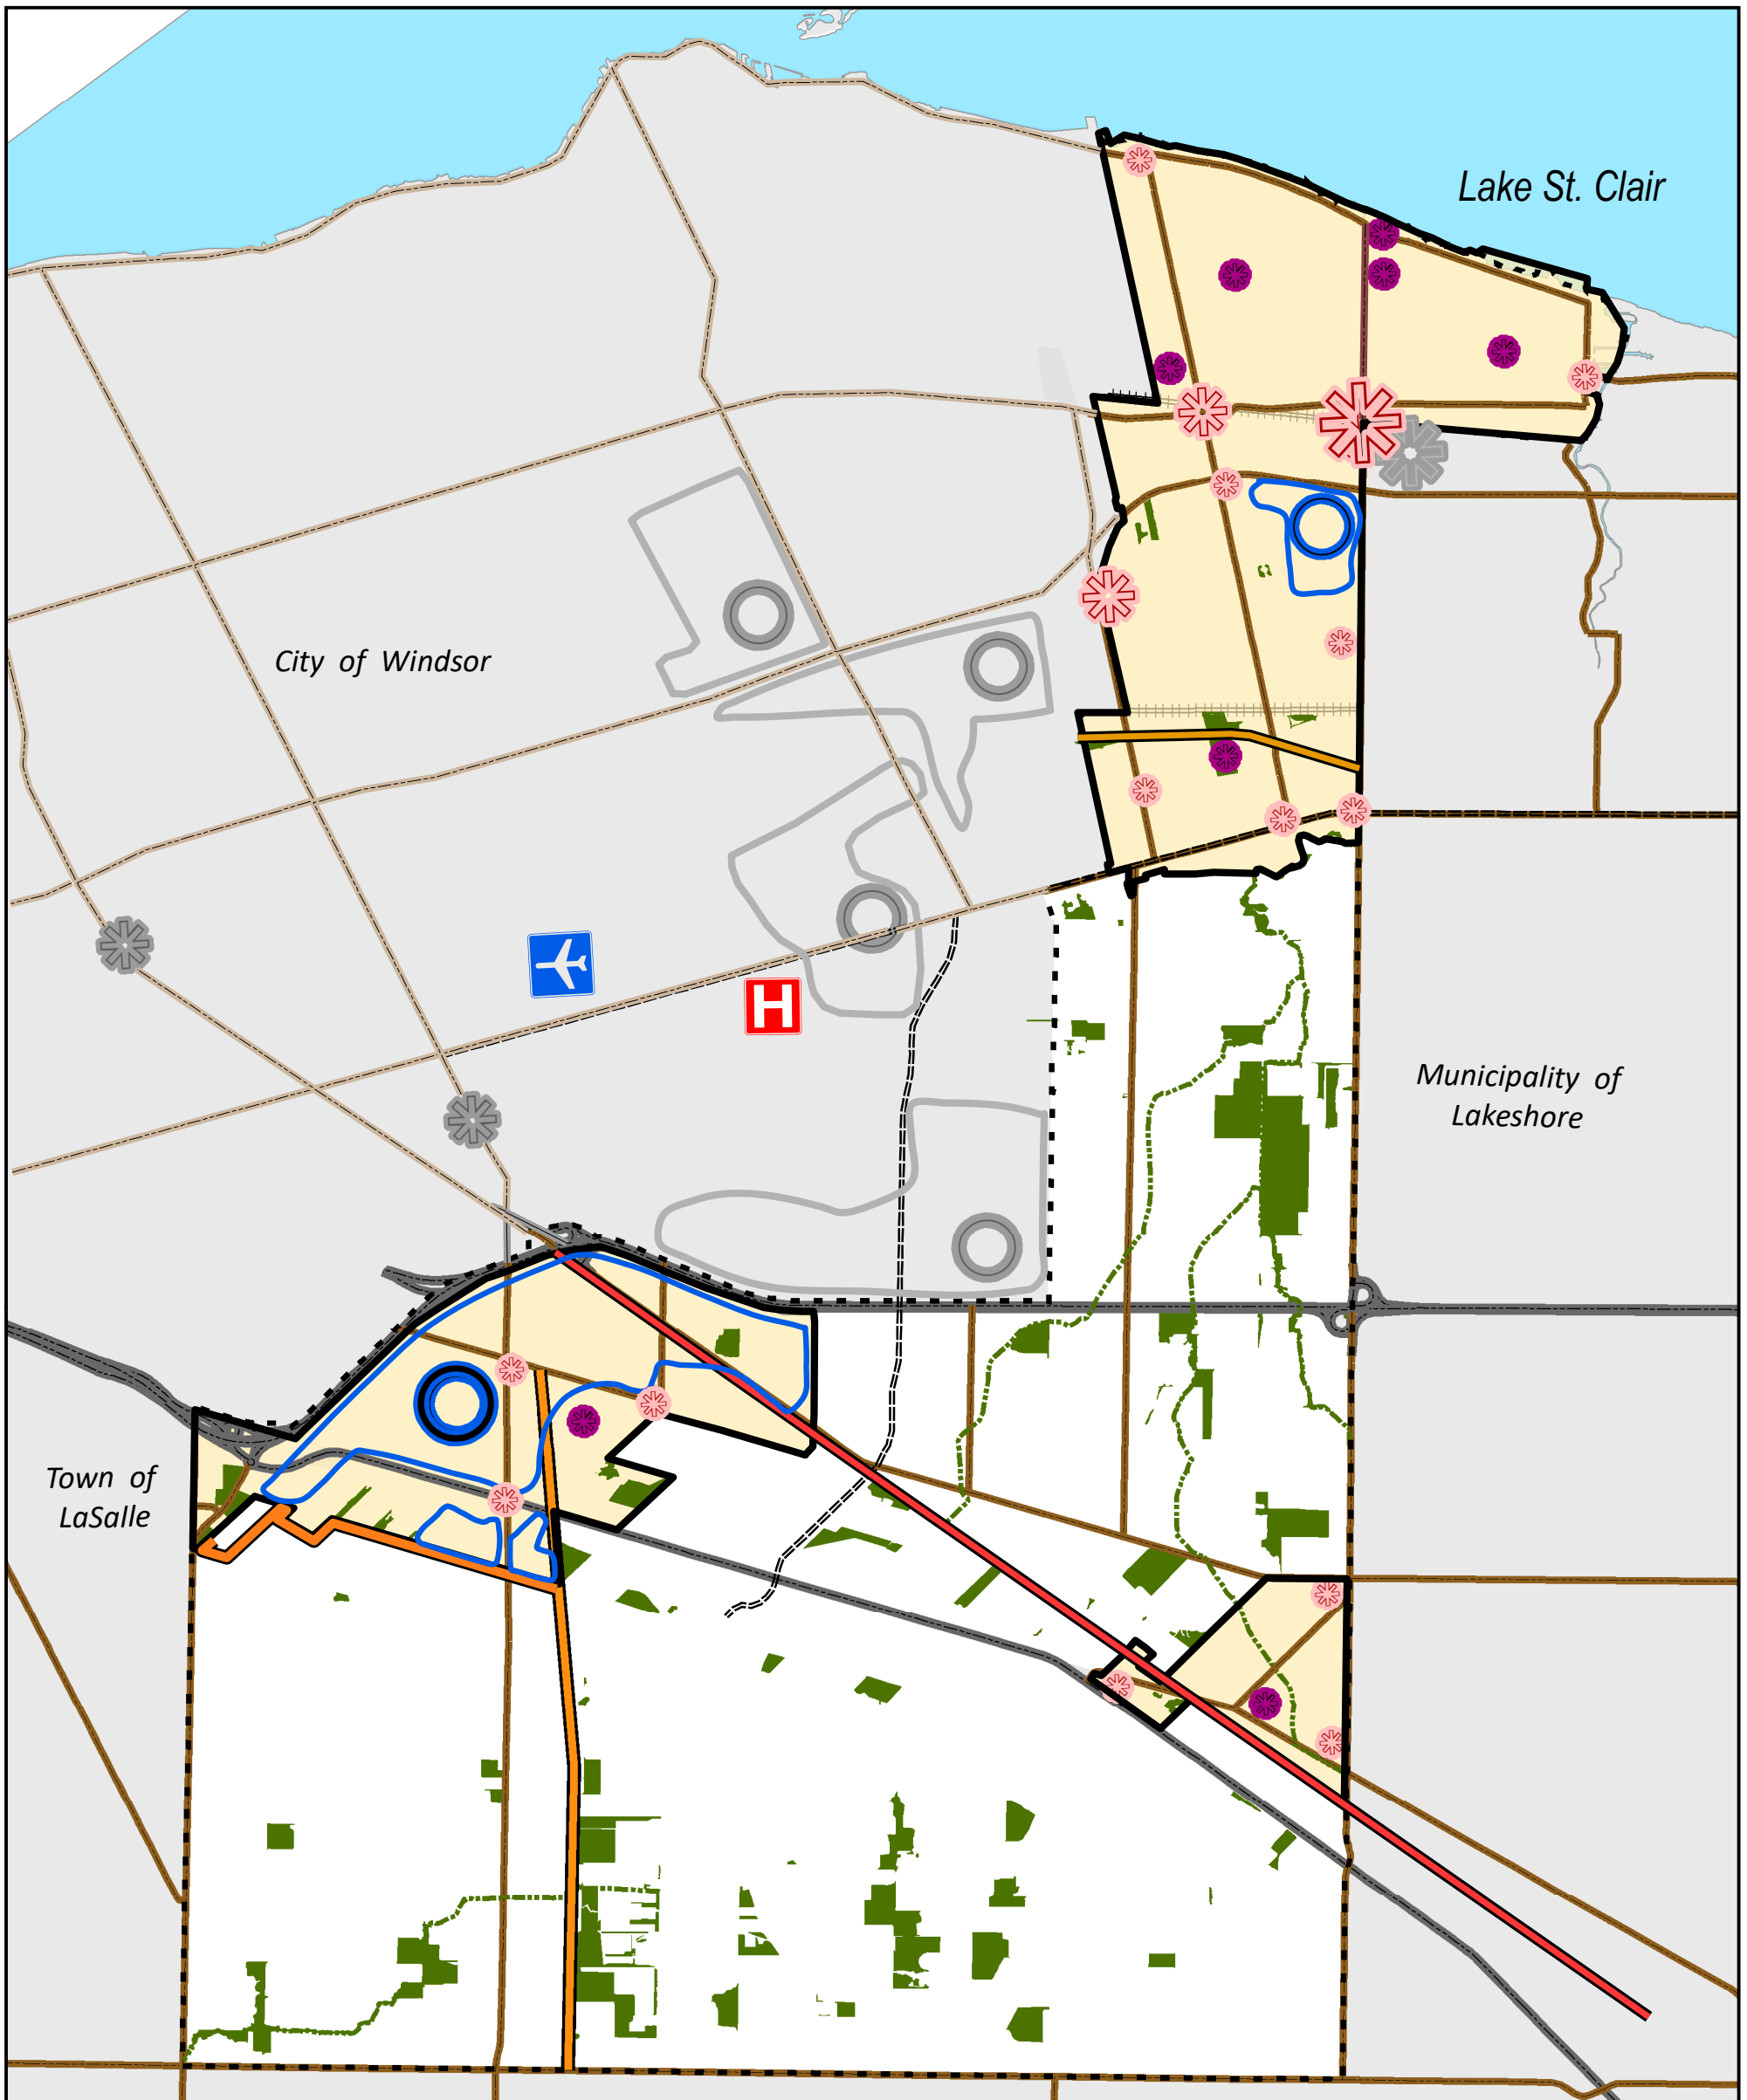 Lake St. Clair
City of Windsor
H
Municipality of
Lakeshore
Town of
LaSalle